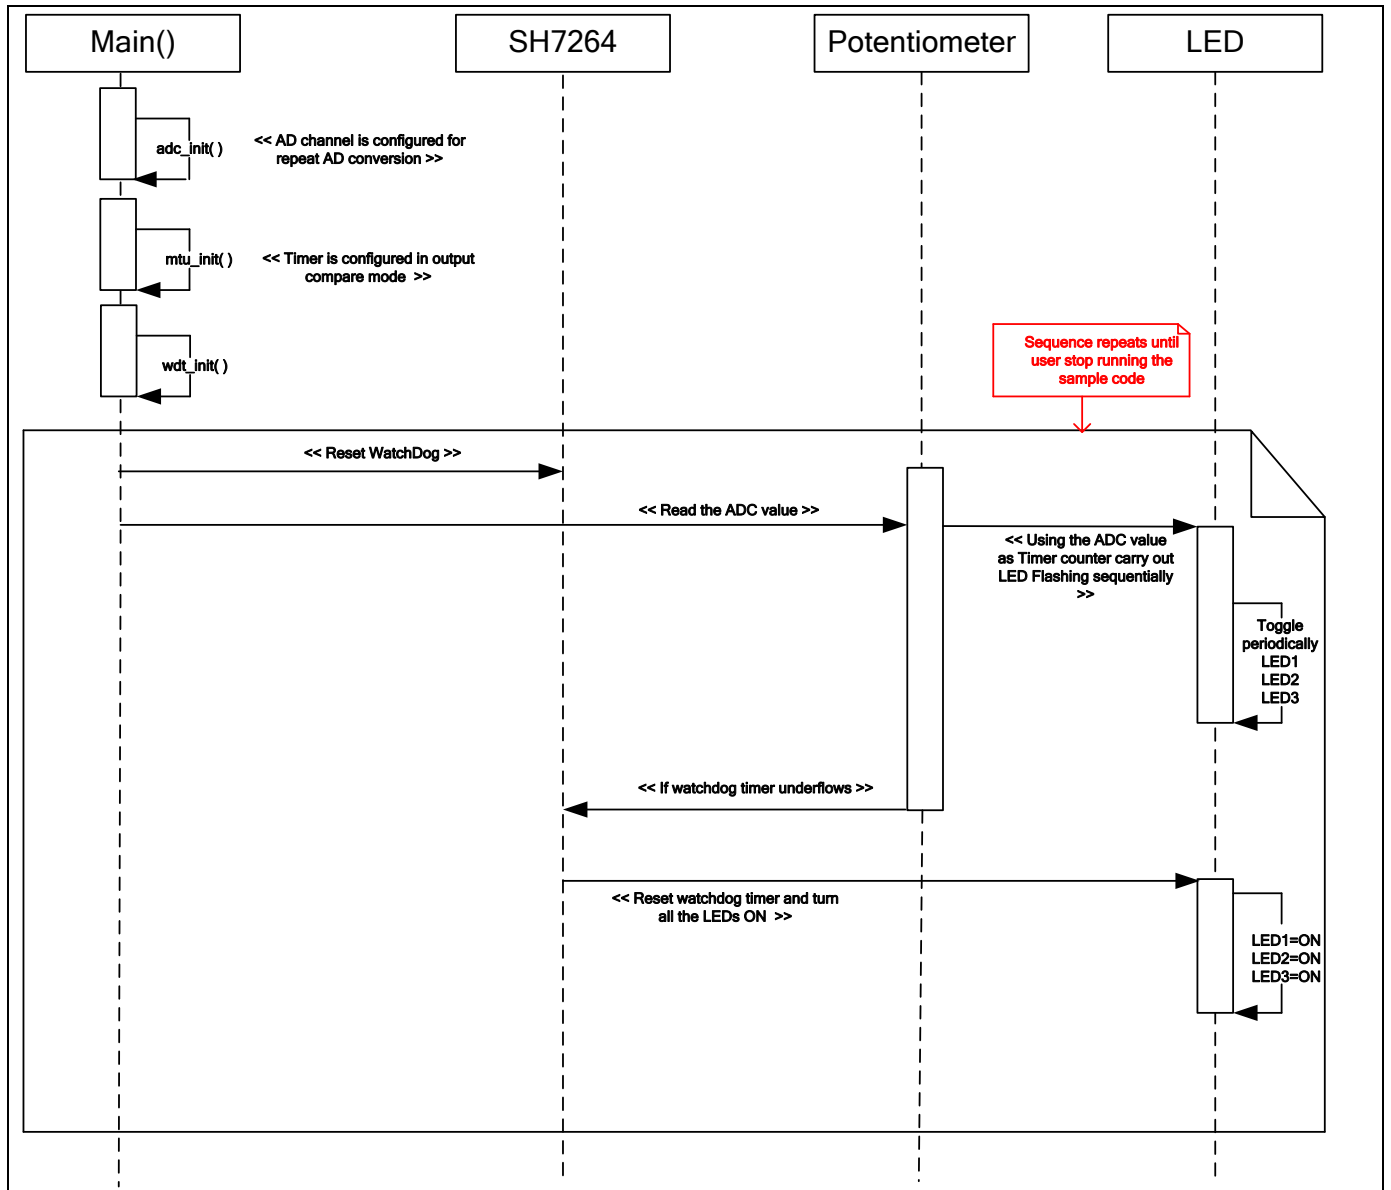 Main()
SH7264
Potentiometer
LED
adc_init( )
<< AD channel is configured for
repeat AD conversion >>
mtu_init( )
<< Timer is configured in output
compare mode  >>
wdt_init( )
Sequence repeats until
user stop running the
sample code
<< Reset WatchDog >>
<< Read the ADC value >>
<< Using the ADC value
as Timer counter carry out
LED Flashing sequentially
>>
Toggle
periodically
LED1
LED2
LED3
<< If watchdog timer underflows >>
<< Reset watchdog timer and turn
all the LEDs ON  >>
LED1=ON
LED2=ON
LED3=ON